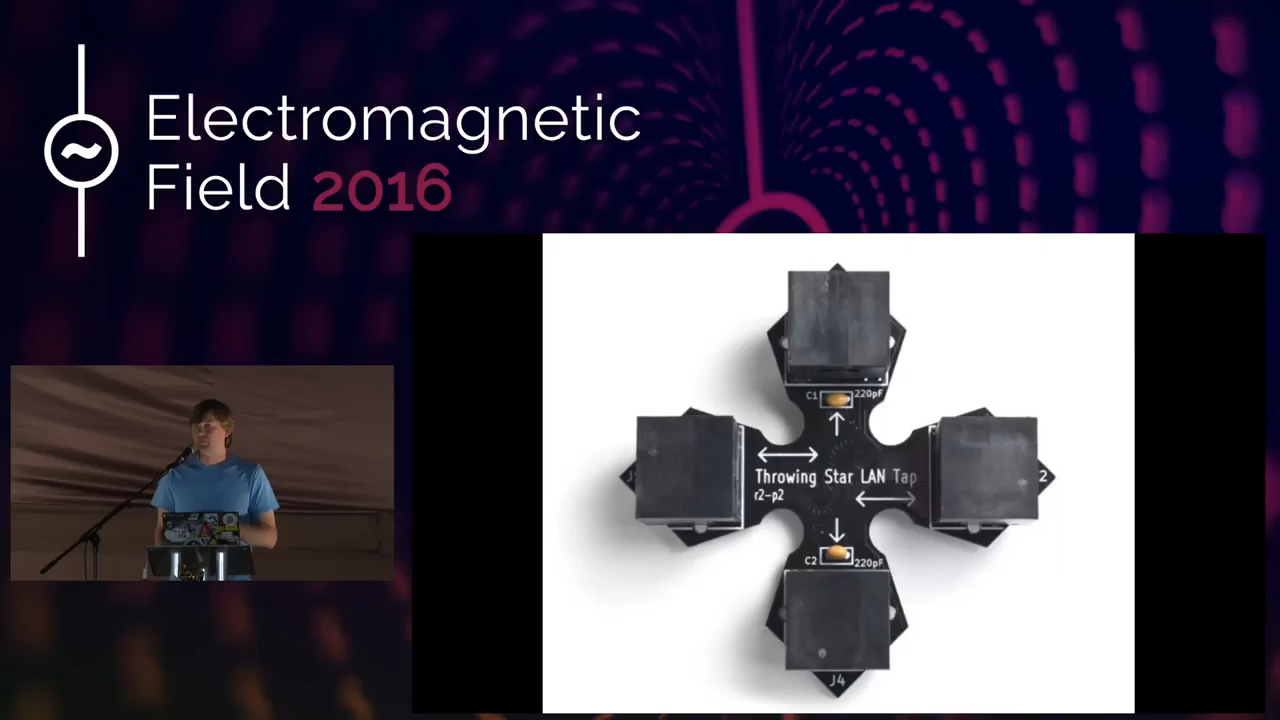 Electromagnetic
Field 2016
C1
220pF
Throwing Star LAN Tap
r2-p2
2
C2
220pF
J4